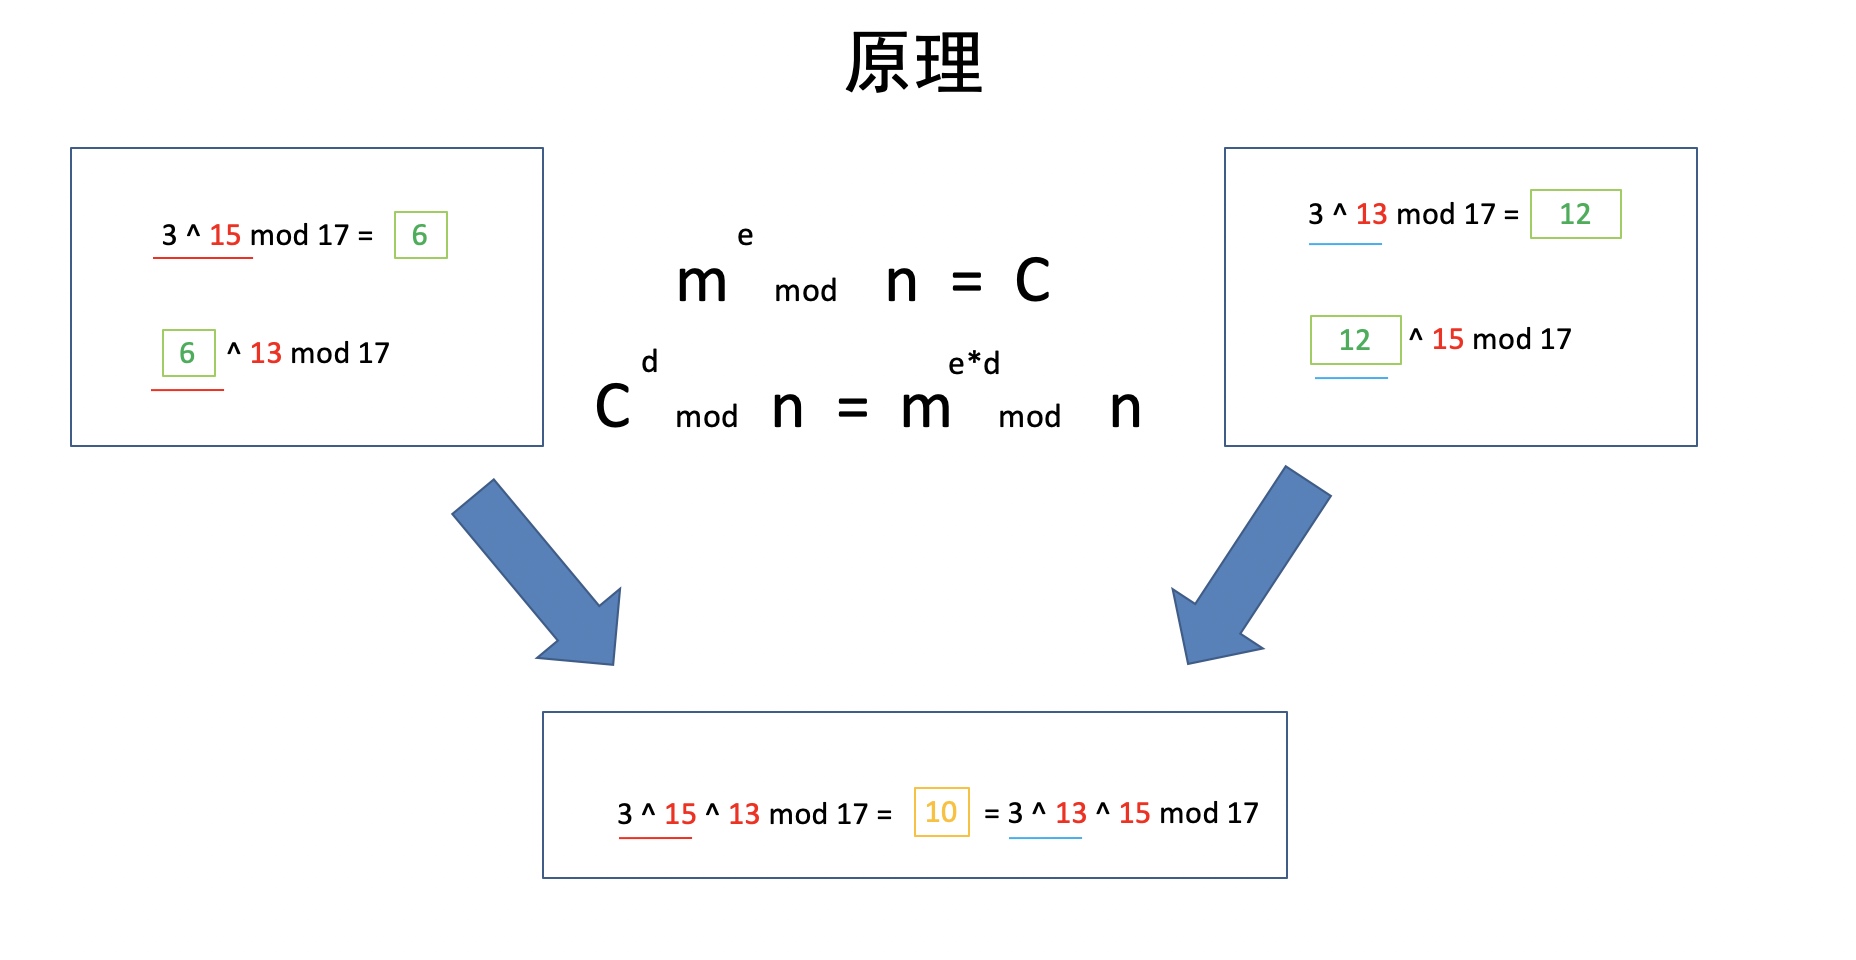 原理
3 ^ 15 mod 17 = 6
6 ^ 13 mod 17
m^e mod n = C
C^d mod n = m^e*d mod n
3 ^ 13 mod 17 = 12
12 ^ 15 mod 17
3 ^ 15 ^ 13 mod 17 = 10 = 3 ^ 13 ^ 15 mod 17